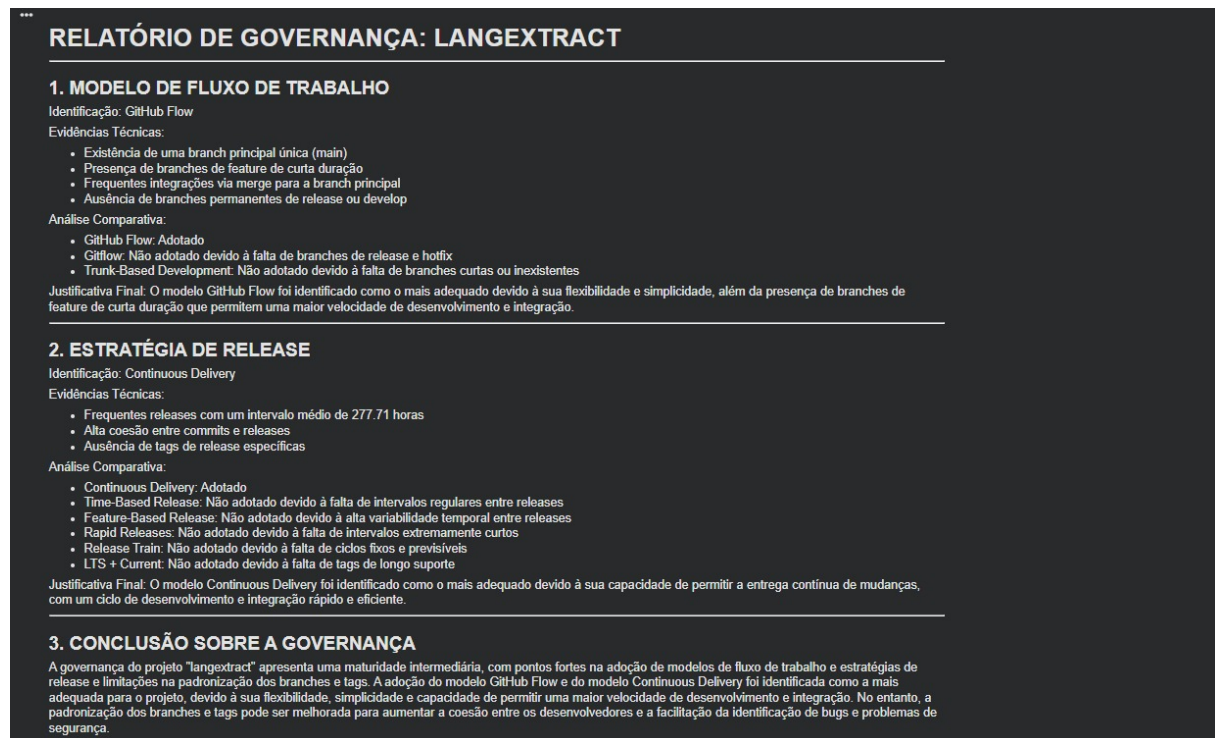 RELATÓRIO DE GOVERNANÇA: LANGEXTRACT
1. MODELO DE FLUXO DE TRABALHO
Identificação: GitHub Flow
Evidências Técnicas:
• Existência de uma branch principal única (main)
• Presença de branches de feature de curta duração
• Frequentes integrações via merge para a branch principal
• Ausência de branches permanentes de release ou develop
Análise Comparativa:
• GitHub Flow: Adotado
• Gitflow: Não adotado devido à falta de branches de release e hotfix
• Trunk-Based Development: Não adotado devido à falta de branches curtas ou inexistentes
Justificativa Final: O modelo GitHub Flow foi identificado como o mais adequado devido à sua flexibilidade e simplicidade, além da presença de branches de
feature de curta duração que permitem uma maior velocidade de desenvolvimento e integração.
2. ESTRATÉGIA DE RELEASE
Identificação: Continuous Delivery
Evidências Técnicas:
• Frequentes releases com um intervalo médio de 277.71 horas
• Alta coesão entre commits e releases
• Ausência de tags de release específicas
Análise Comparativa:
• Continuous Delivery: Adotado
• Time-Based Release: Não adotado devido à falta de intervalos regulares entre releases
• Feature-Based Release: Não adotado devido à alta variabilidade temporal entre releases
• Rapid Releases: Não adotado devido à falta de intervalos extremamente curtos
• Release Train: Não adotado devido à falta de ciclos fixos e previsíveis
• LTS + Current: Não adotado devido à falta de tags de longo suporte
Justificativa Final: O modelo Continuous Delivery foi identificado como o mais adequado devido à sua capacidade de permitir a entrega contínua de mudanças,
com um ciclo de desenvolvimento e integração rápido e eficiente.
3. CONCLUSÃO SOBRE A GOVERNANÇA
A governança do projeto "langextract" apresenta uma maturidade intermediária, com pontos fortes na adoção de modelos de fluxo de trabalho e estratégias de
release e limitações na padronização dos branches e tags. A adoção do modelo GitHub Flow e do modelo Continuous Delivery foi identificada como a mais
adequada para o projeto, devido à sua flexibilidade, simplicidade e capacidade de permitir uma maior velocidade de desenvolvimento e integração. No entanto, a
padronização dos branches e tags pode ser melhorada para aumentar a coesão entre os desenvolvedores e a facilitação da identificação de bugs e problemas de
segurança.